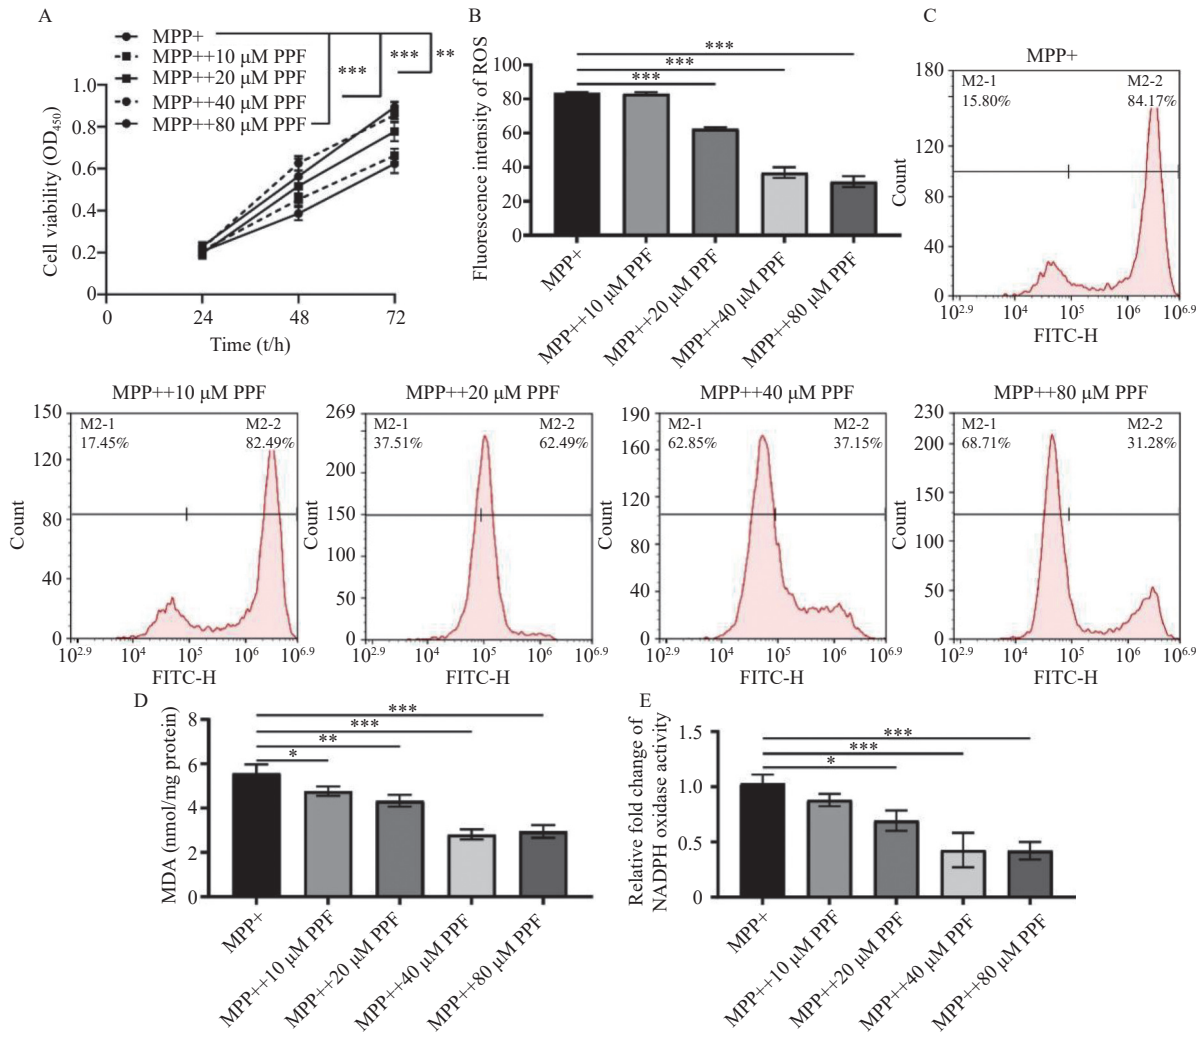 A
MPP+
MPP++10 μM PPF
MPP++20 μM PPF
MPP++40 μM PPF
MPP++80 μM PPF
***
***
**
Cell viability (OD450)
1.0
0.8
0.6
0.4
0.2
0
0
24
48
72
Time (t/h)
B
Fluorescence intensity of ROS
100
80
60
40
20
0
***
***
***
MPP+
MPP++10 μM PPF
MPP++20 μM PPF
MPP++40 μM PPF
MPP++80 μM PPF
C
MPP+
Count
180
120
80
40
0
M2-1
15.80%
M2-2
84.17%
10^2.9
10^4
10^5
10^6
10^6.9
FITC-H
MPP++10 μM PPF
Count
150
120
80
40
0
M2-1
17.45%
M2-2
82.49%
10^2.9
10^4
10^5
10^6
10^6.9
FITC-H
MPP++20 μM PPF
Count
269
200
150
100
50
0
M2-1
37.51%
M2-2
62.49%
10^2.9
10^4
10^5
10^6
10^6.9
FITC-H
MPP++40 μM PPF
Count
190
160
120
80
40
0
M2-1
62.85%
M2-2
37.15%
10^2.9
10^4
10^5
10^6
10^6.9
FITC-H
MPP++80 μM PPF
Count
230
200
150
100
50
0
M2-1
68.71%
M2-2
31.28%
10^2.9
10^4
10^5
10^6
10^6.9
FITC-H
D
MDA (nmol/mg protein)
8
6
4
2
0
***
***
**
*
MPP+
MPP++10 μM PPF
MPP++20 μM PPF
MPP++40 μM PPF
MPP++80 μM PPF
E
Relative fold change of
NADPH oxidase activity
1.5
1.0
0.5
0
***
***
*
MPP+
MPP++10 μM PPF
MPP++20 μM PPF
MPP++40 μM PPF
MPP++80 μM PPF